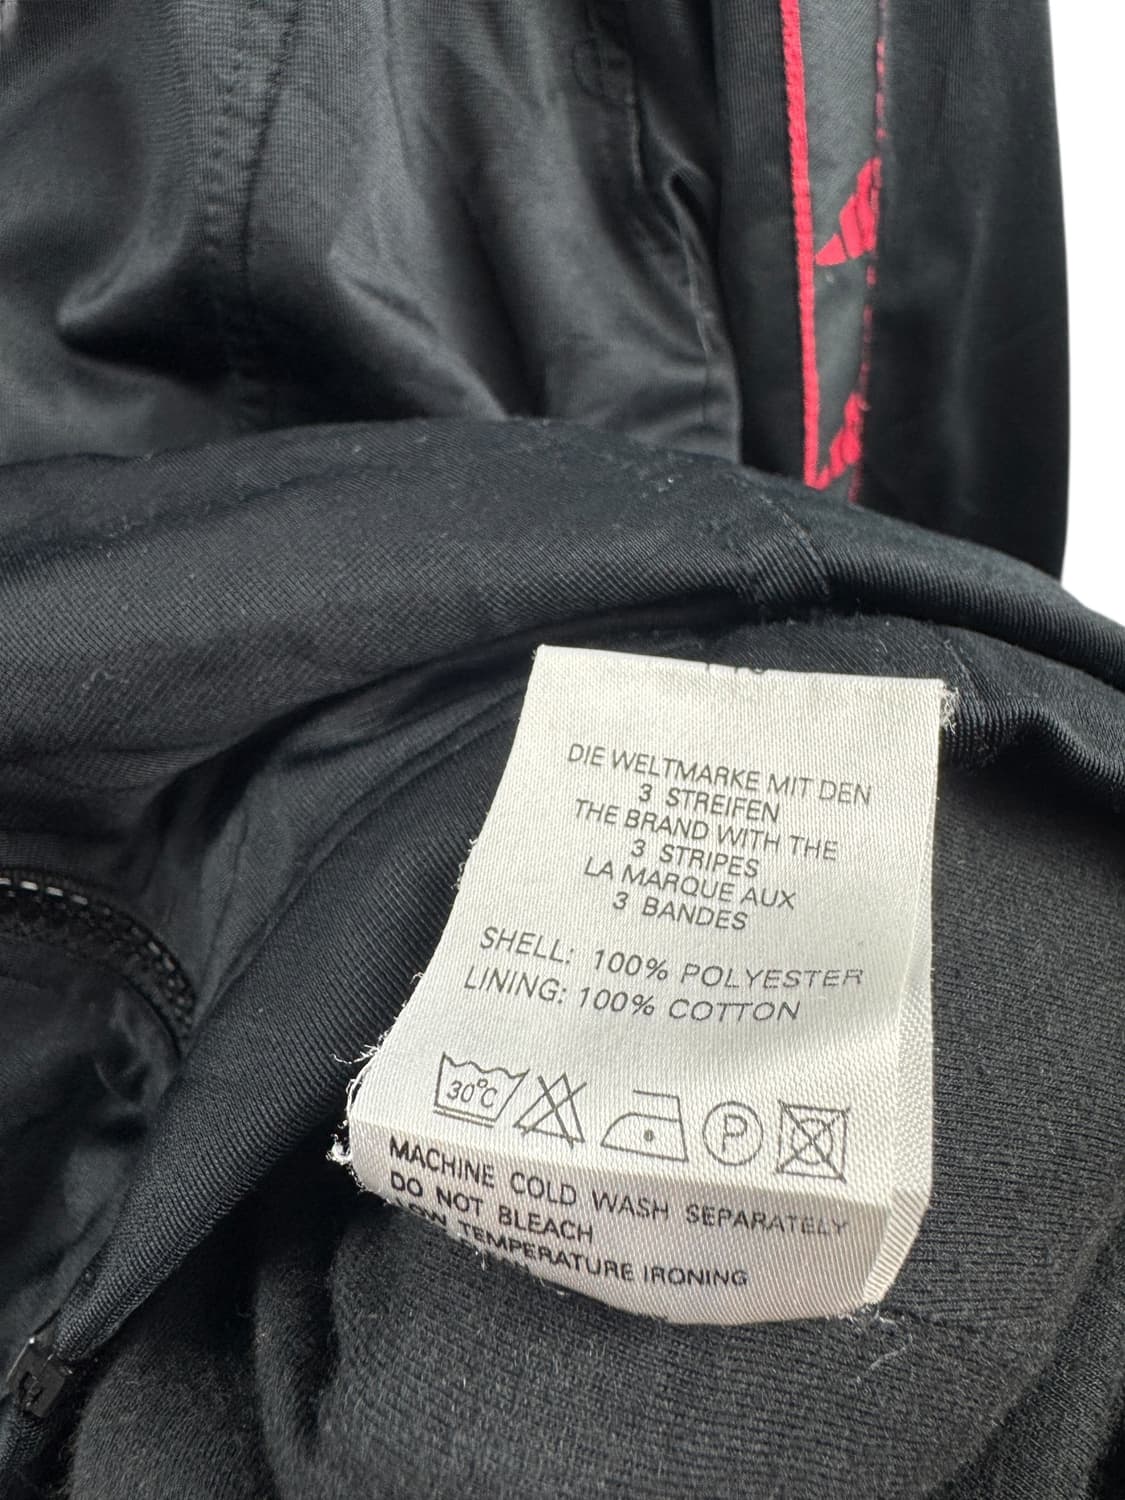 DIE WELTMARKE MIT DEN
3 STREIFEN
THE BRAND WITH THE
3 STRIPES
LA MARQUE AUX
3 BANDES
SHELL: 100% POLYESTER
LINING: 100% COTTON
30°C
P
MACHINE COLD WASH SEPARATELY
DO NOT BLEACH
LOW TEMPERATURE IRONING